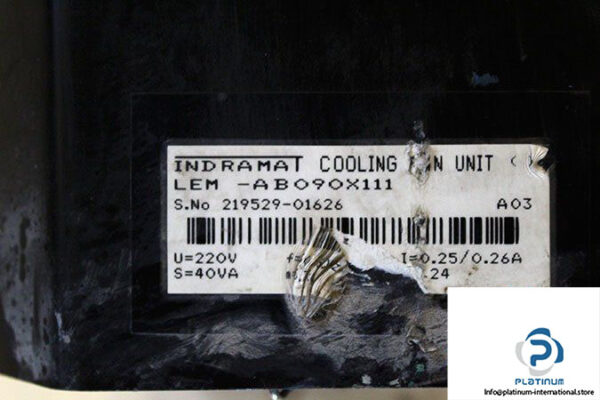 INDRAMAT COOLING UNIT
LEM -AB090X111
S.No 219529-01626 A03
U=220V f= I=0.25/0.26A
S=40VA .24
PLATINUM
Info@platinum-international.store